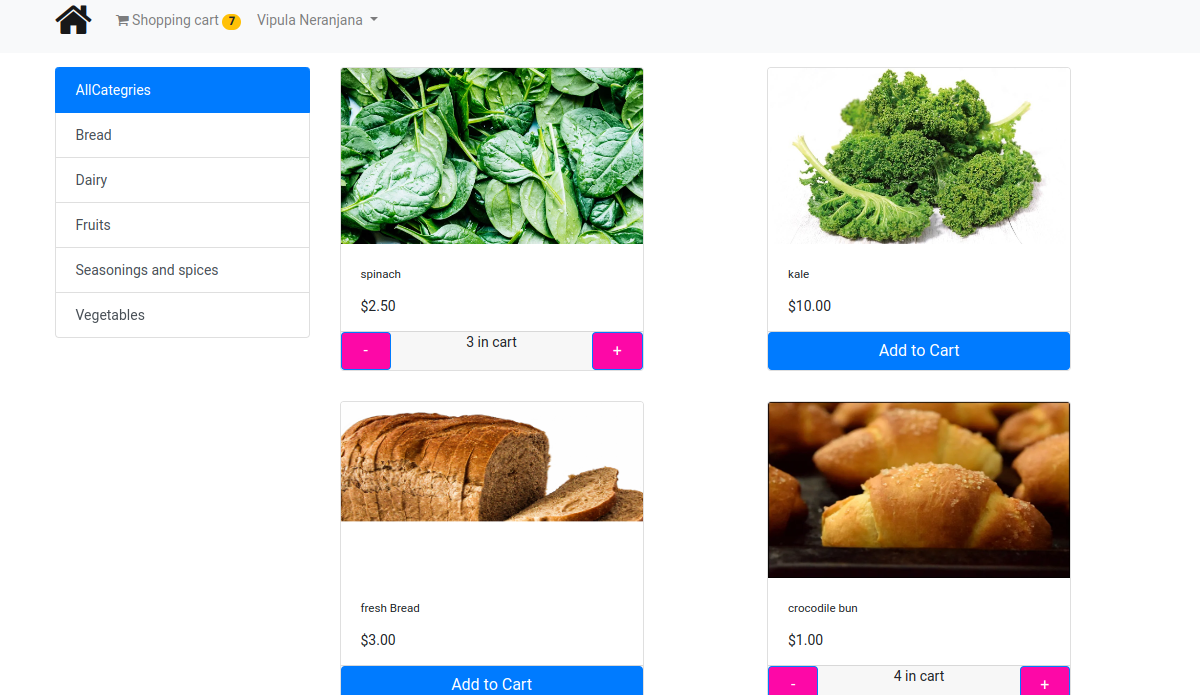 Shopping cart 7 Vipula Neranjana
AllCategries
Bread
Dairy
Fruits
Seasonings and spices
Vegetables
spinach
$2.50
- 3 in cart +
kale
$10.00
Add to Cart
fresh Bread
$3.00
Add to Cart
crocodile bun
$1.00
- 4 in cart +